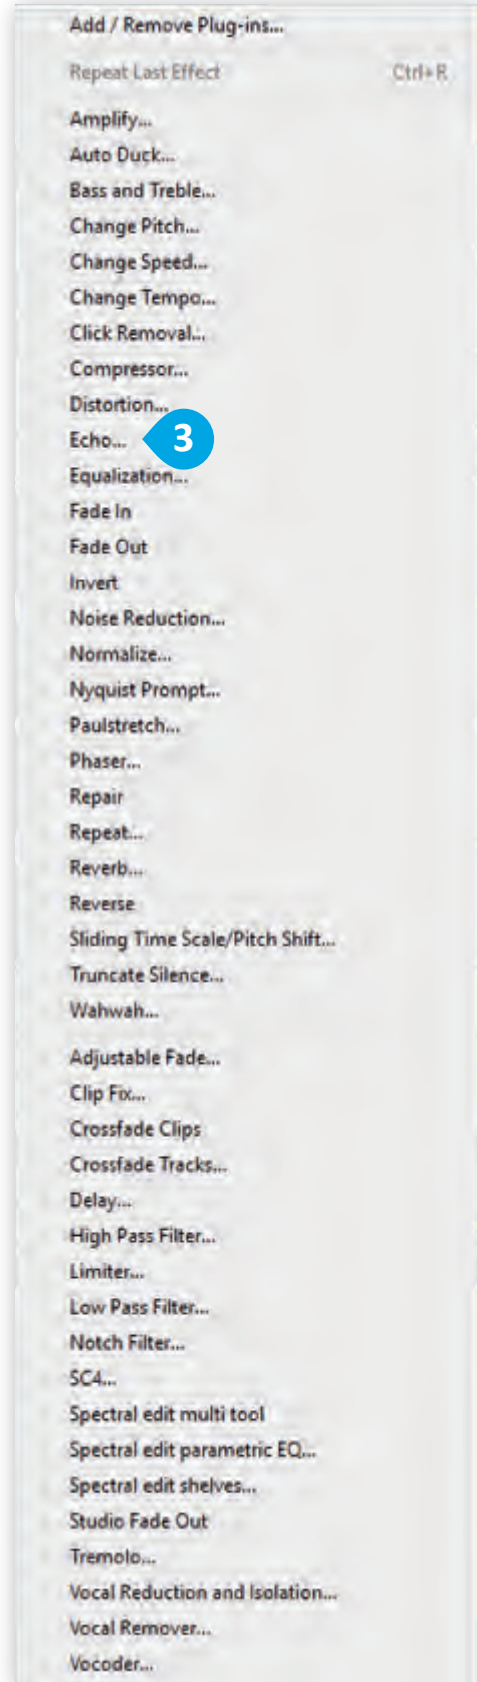 Add / Remove Plug-ins...
Repeat Last Effect Ctrl+R
Amplify...
Auto Duck...
Bass and Treble...
Change Pitch...
Change Speed...
Change Tempo...
Click Removal...
Compressor...
Distortion...
Echo... 3
Equalization...
Fade In
Fade Out
Invert
Noise Reduction...
Normalize...
Nyquist Prompt...
Paulstretch...
Phaser...
Repair
Repeat...
Reverb...
Reverse
Sliding Time Scale/Pitch Shift...
Truncate Silence...
Wahwah...
Adjustable Fade...
Clip Fix...
Crossfade Clips
Crossfade Tracks...
Delay...
High Pass Filter...
Limiter...
Low Pass Filter...
Notch Filter...
SC4...
Spectral edit multi tool
Spectral edit parametric EQ...
Spectral edit shelves...
Studio Fade Out
Tremolo...
Vocal Reduction and Isolation...
Vocal Remover...
Vocoder...